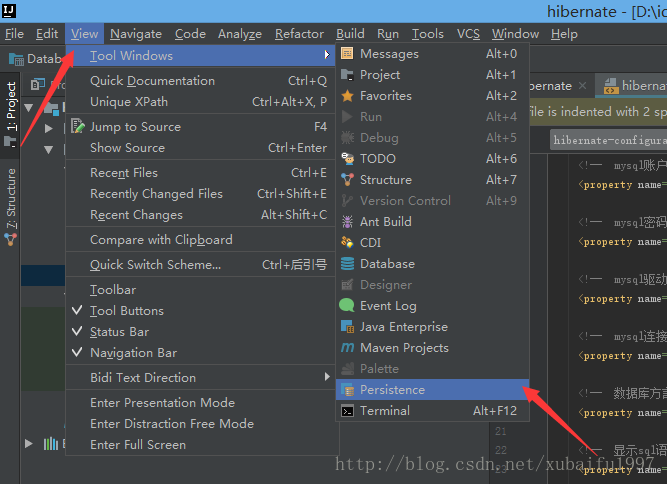 hibernate - [D:\ic
File Edit View Navigate Code Analyze Refactor Build Run Tools VCS Window Help
Datab
Tool Windows
Quick Documentation Ctrl+Q
Unique XPath Ctrl+Alt+X, P
Jump to Source F4
Show Source Ctrl+Enter
Recent Files Ctrl+E
Recently Changed Files Ctrl+Shift+E
Recent Changes Alt+Shift+C
Compare with Clipboard
Quick Switch Scheme... Ctrl+后引号
Toolbar
Tool Buttons
Status Bar
Navigation Bar
Bidi Text Direction
Enter Presentation Mode
Enter Distraction Free Mode
Enter Full Screen
Messages Alt+0
Project Alt+1
Favorites Alt+2
Run Alt+4
Debug Alt+5
TODO Alt+6
Structure Alt+7
Version Control Alt+9
Ant Build
CDI
Database
Designer
Event Log
Java Enterprise
Maven Projects
Palette
Persistence
Terminal Alt+F12
1: Project
7: Structure
bernate × hibernat
file is indented with 2 sp
hibernate-configura
<!-- mysql账户
<property name=
<!-- mysql密码
<property name=
<!-- mysql驱动
<property name=
<!-- mysql连接
<property name=
<!-- 数据库方言
<property name=
21
<!-- 显示sql语
<property name=
http://blog.csdn.net/xubaifu1997